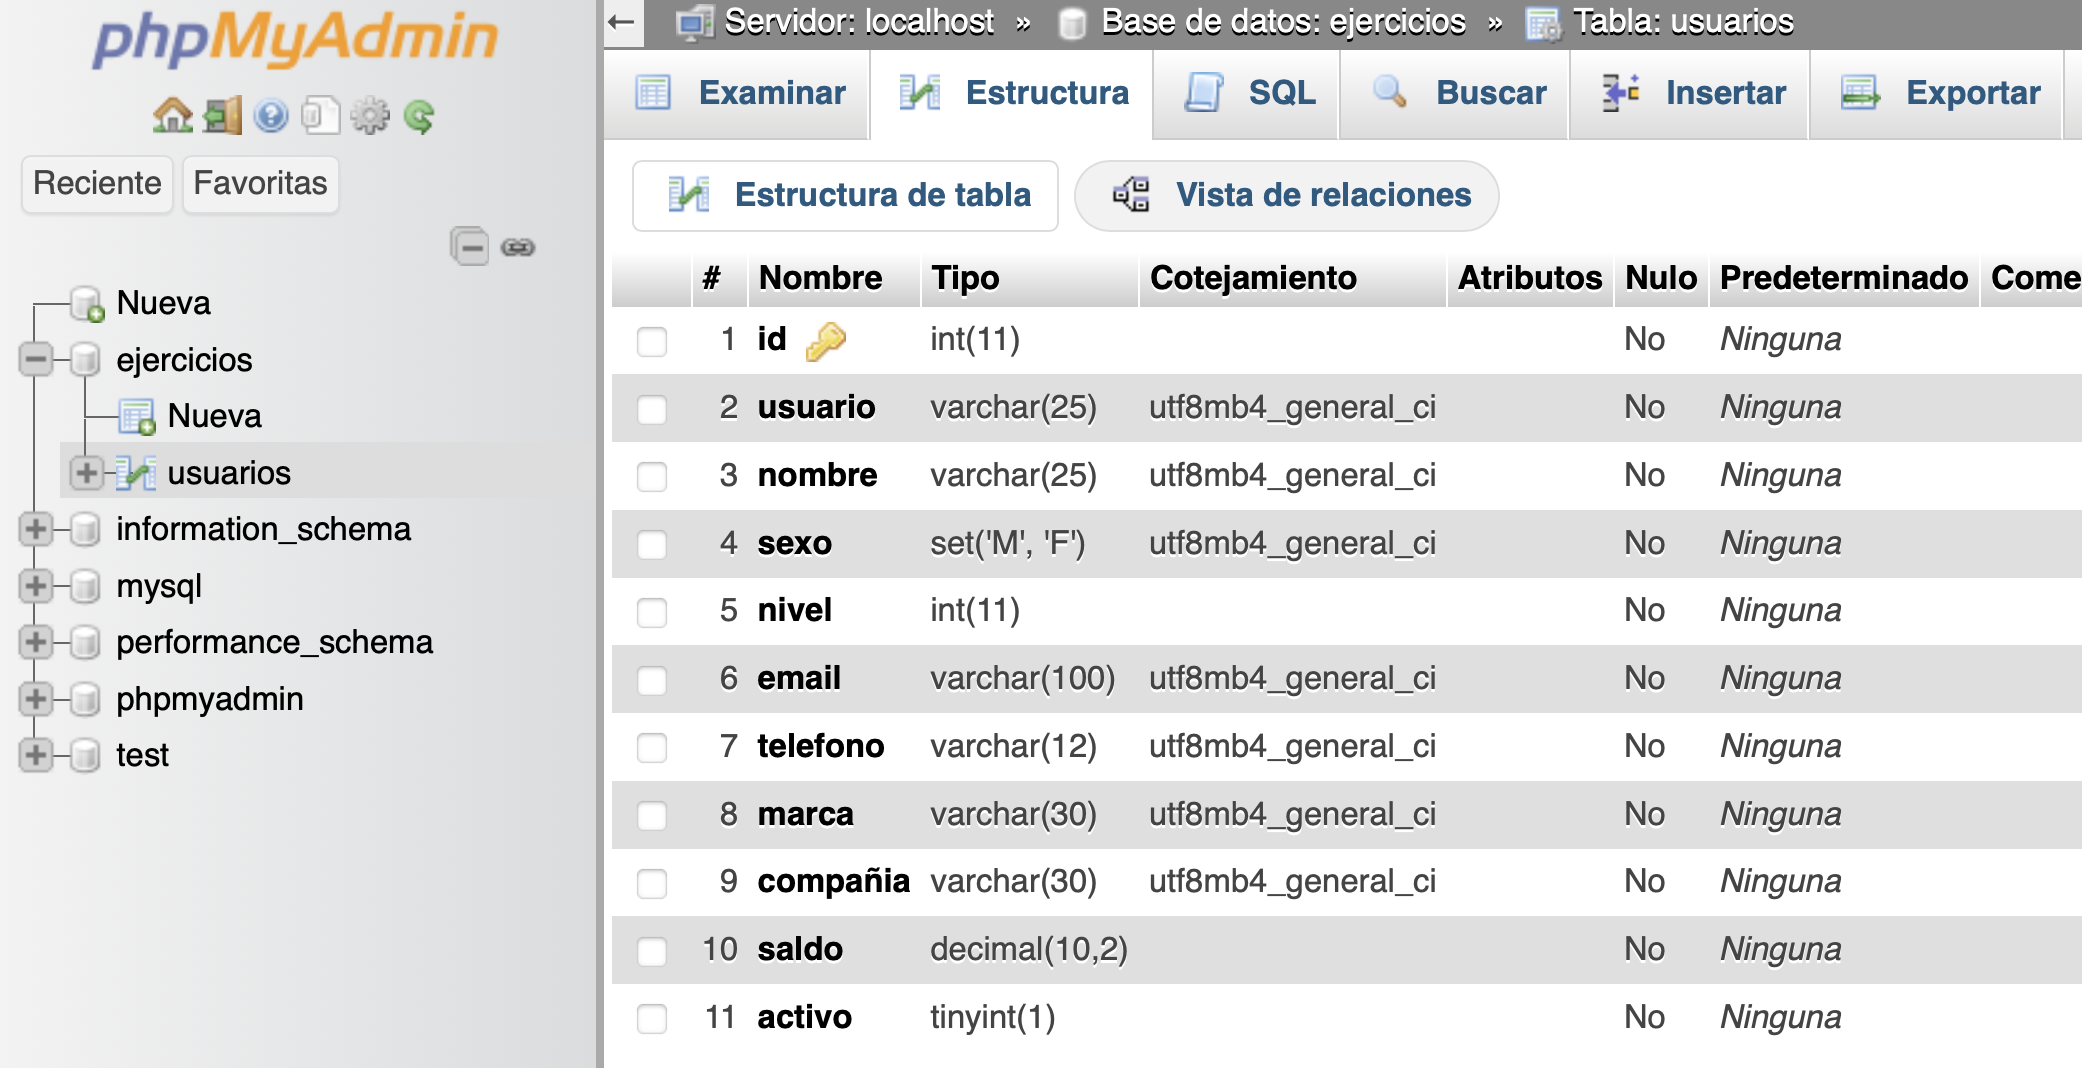 phpMyAdmin
Reciente Favoritas
Nueva
ejercicios
Nueva
usuarios
information_schema
mysql
performance_schema
phpmyadmin
test
Servidor: localhost » Base de datos: ejercicios » Tabla: usuarios
Examinar Estructura SQL Buscar Insertar Exportar
Estructura de tabla Vista de relaciones
# Nombre Tipo Cotejamiento Atributos Nulo Predeterminado Come
1 id int(11) No Ninguna
2 usuario varchar(25) utf8mb4_general_ci No Ninguna
3 nombre varchar(25) utf8mb4_general_ci No Ninguna
4 sexo set('M', 'F') utf8mb4_general_ci No Ninguna
5 nivel int(11) No Ninguna
6 email varchar(100) utf8mb4_general_ci No Ninguna
7 telefono varchar(12) utf8mb4_general_ci No Ninguna
8 marca varchar(30) utf8mb4_general_ci No Ninguna
9 compañia varchar(30) utf8mb4_general_ci No Ninguna
10 saldo decimal(10,2) No Ninguna
11 activo tinyint(1) No Ninguna